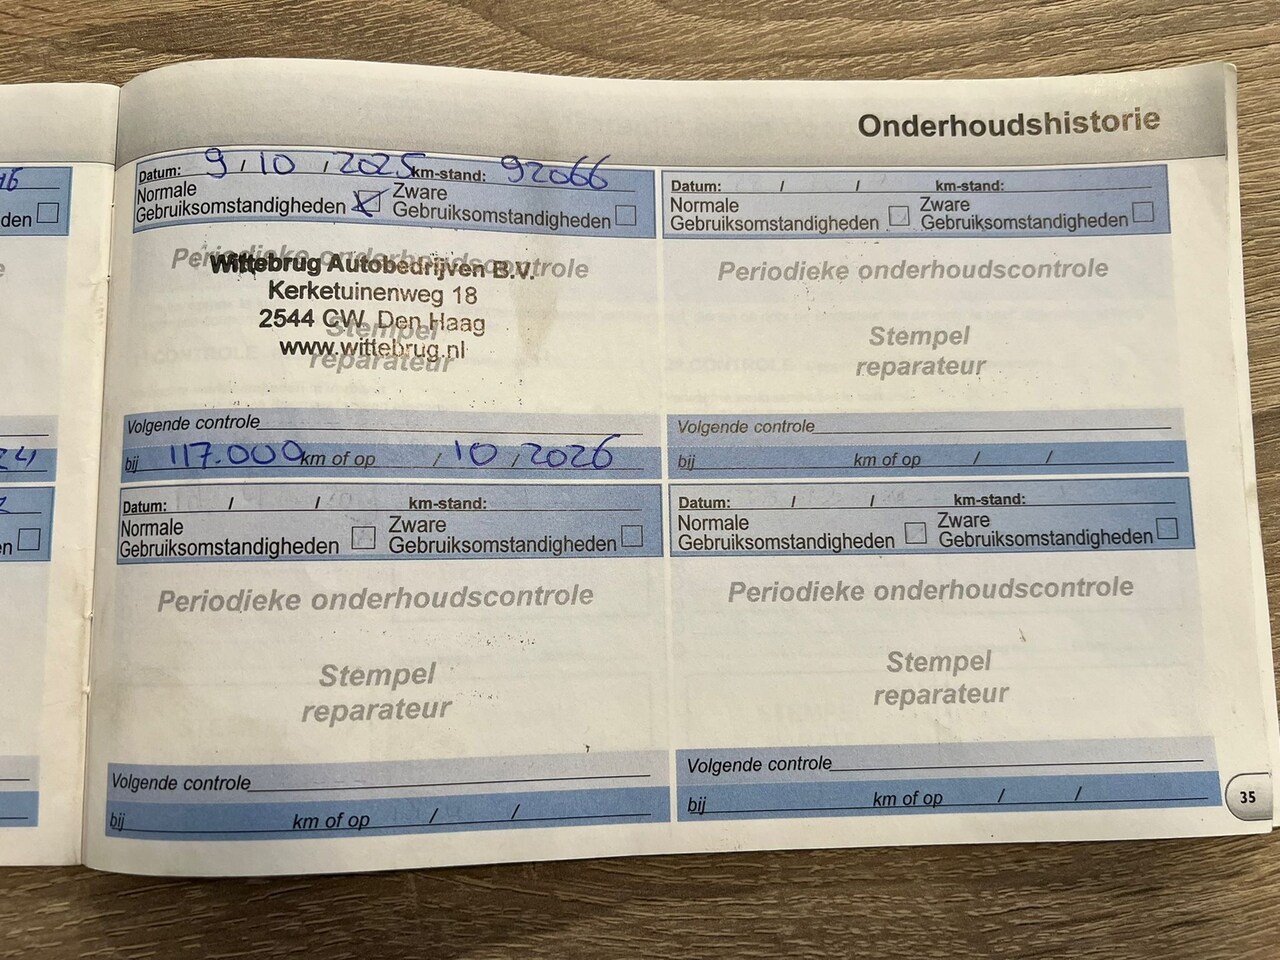 Onderhoudshistorie
Datum: 9 / 10 / 2025 km-stand: 92066
Normale
Gebruiksomstandigheden
Zware
Gebruiksomstandigheden
Periodieke onderhoudscontrole
Wittebrug Autobedrijven B.V.
Kerketuinenweg 18
2544 CW Den Haag
www.wittebrug.nl
Stempel
reparateur
Volgende controle
bij 117.000 km of op / 10 / 2026
Datum: / / km-stand:
Normale
Gebruiksomstandigheden
Zware
Gebruiksomstandigheden
Periodieke onderhoudscontrole
Stempel
reparateur
Volgende controle
bij km of op / /
Datum: / / km-stand:
Normale
Gebruiksomstandigheden
Zware
Gebruiksomstandigheden
Periodieke onderhoudscontrole
Stempel
reparateur
Volgende controle
bij km of op / /
Datum: / / km-stand:
Normale
Gebruiksomstandigheden
Zware
Gebruiksomstandigheden
Periodieke onderhoudscontrole
Stempel
reparateur
Volgende controle
bij km of op / /
35